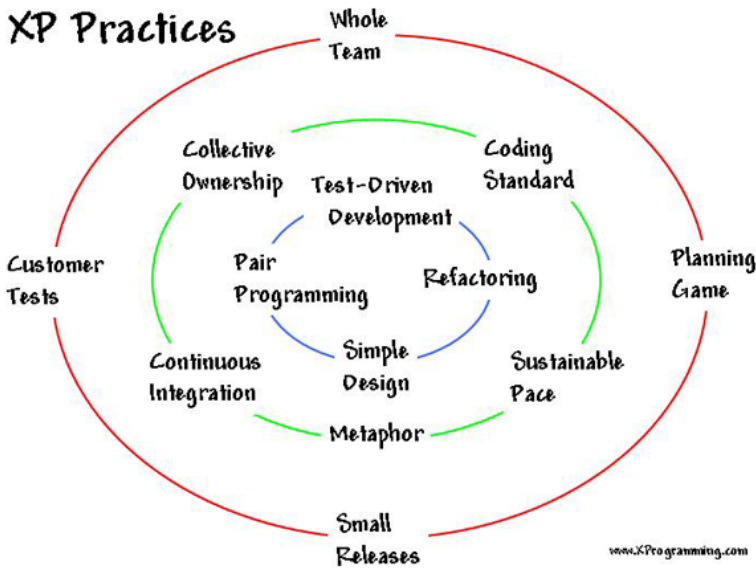 XP Practices
Whole
Team
Collective
Ownership
Coding
Standard
Test-Driven
Development
Customer
Tests
Pair
Programming
Refactoring
Planning
Game
Continuous
Integration
Simple
Design
Sustainable
Pace
Metaphor
Small
Releases
www.XProgramming.com